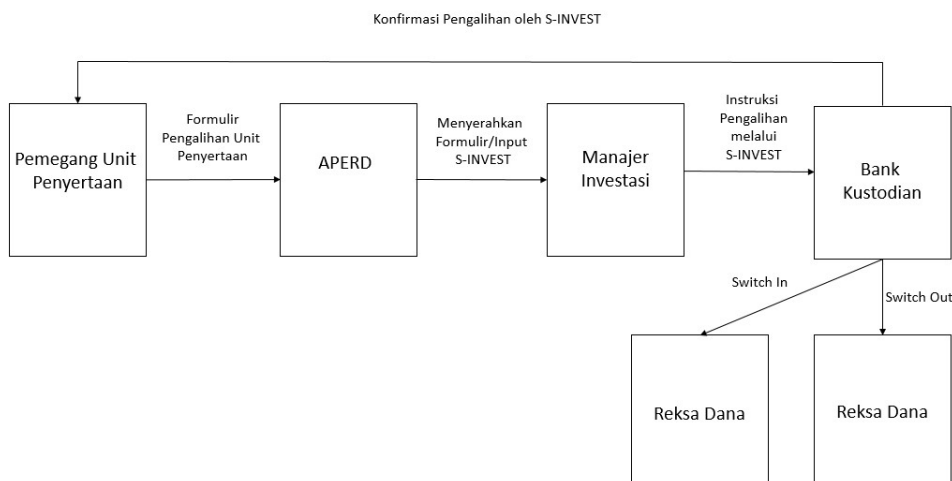 Konfirmasi Pengalihan oleh S-INVEST
Pemegang Unit
Penyertaan
Formulir
Pengalihan Unit
Penyertaan
APERD
Menyerahkan
Formulir/Input
S-INVEST
Manajer
Investasi
Instruksi
Pengalihan
melalui
S-INVEST
Bank
Kustodian
Switch In
Switch Out
Reksa Dana
Reksa Dana